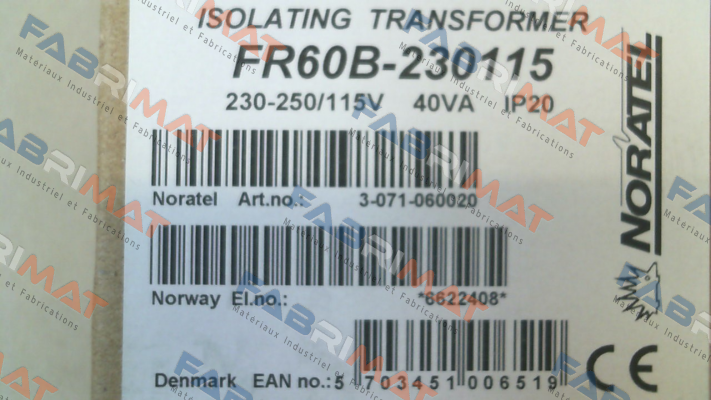 ISOLATING TRANSFORMER
FR60B-230115
230-250/115V 40VA IP20
Noratel Art.no.: 3-071-060020
Norway El.no.: *6622408*
Denmark EAN no.: 5 703451 006519
NORATEL
CE
FABRIMAT
Materiaux Industriel et Fabrications